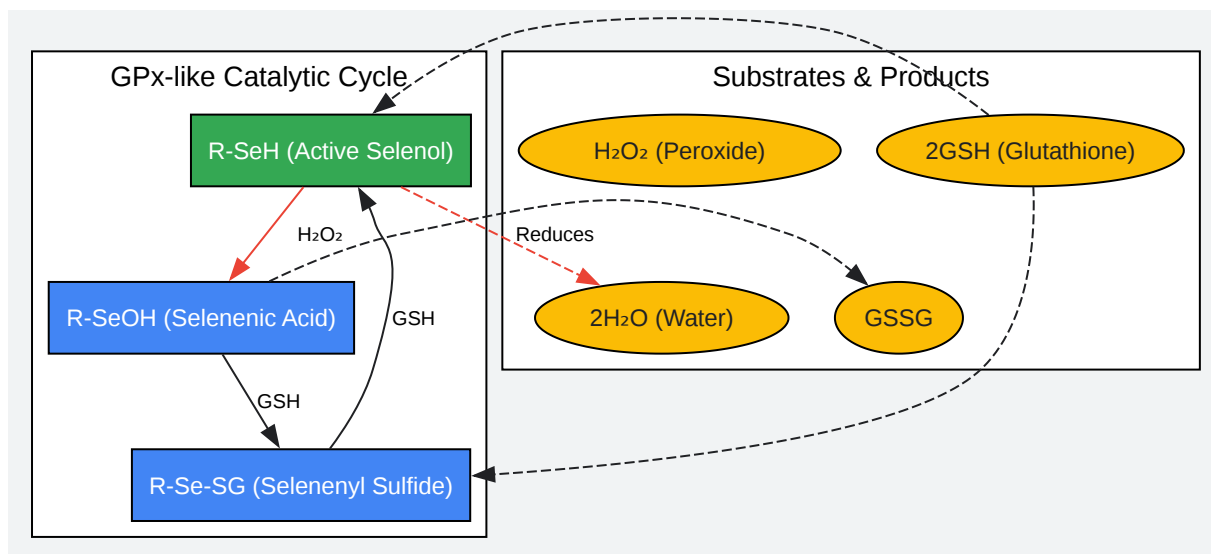 GPx-like Catalytic Cycle
Substrates & Products
R-SeH (Active Selenol)
H₂O₂ (Peroxide)
2GSH (Glutathione)
H₂O₂
Reduces
R-SeOH (Selenenic Acid)
GSH
2H₂O (Water)
GSSG
GSH
R-Se-SG (Selenenyl Sulfide)